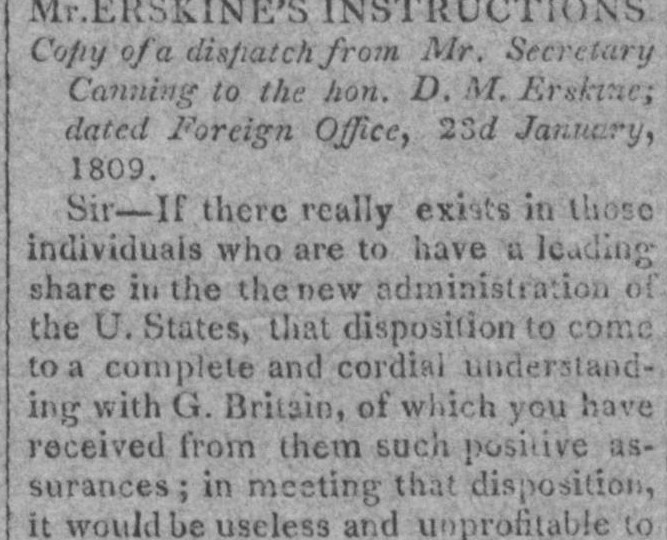 Mr. ERSKINE'S INSTRUCTIONS
Copy of a dispatch from Mr. Secretary
Canning to the hon. D. M. Erskine;
dated Foreign Office, 23d January,
1809.
Sir—If there really exists in those
individuals who are to have a leading
share in the the new administration of
the U. States, that disposition to come
to a complete and cordial understand-
ing with G. Britain, of which you have
received from them such positive as-
surances; in meeting that disposition,
it would be useless and unprofitable to